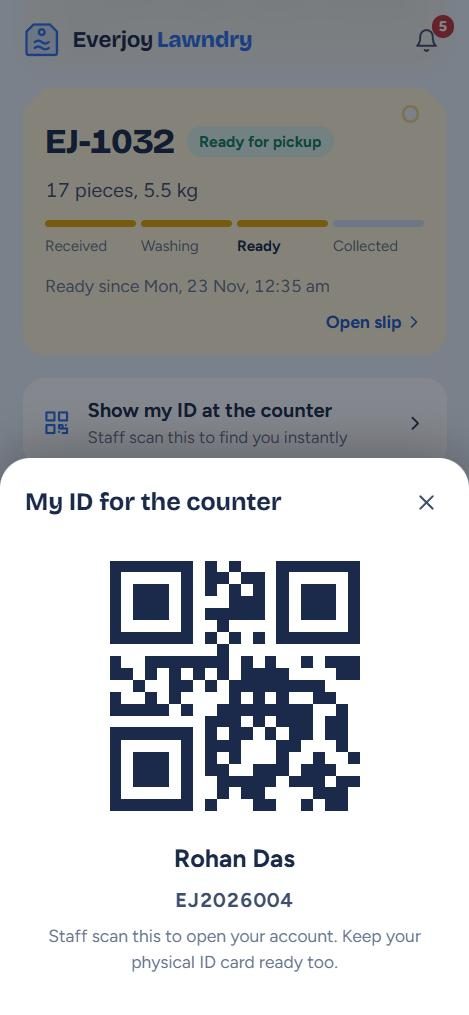 Everjoy Lawndry
5
EJ-1032
Ready for pickup
17 pieces, 5.5 kg
Received Washing Ready Collected
Ready since Mon, 23 Nov, 12:35 am
Open slip
Show my ID at the counter
Staff scan this to find you instantly
My ID for the counter
Rohan Das
EJ2026004
Staff scan this to open your account. Keep your
physical ID card ready too.